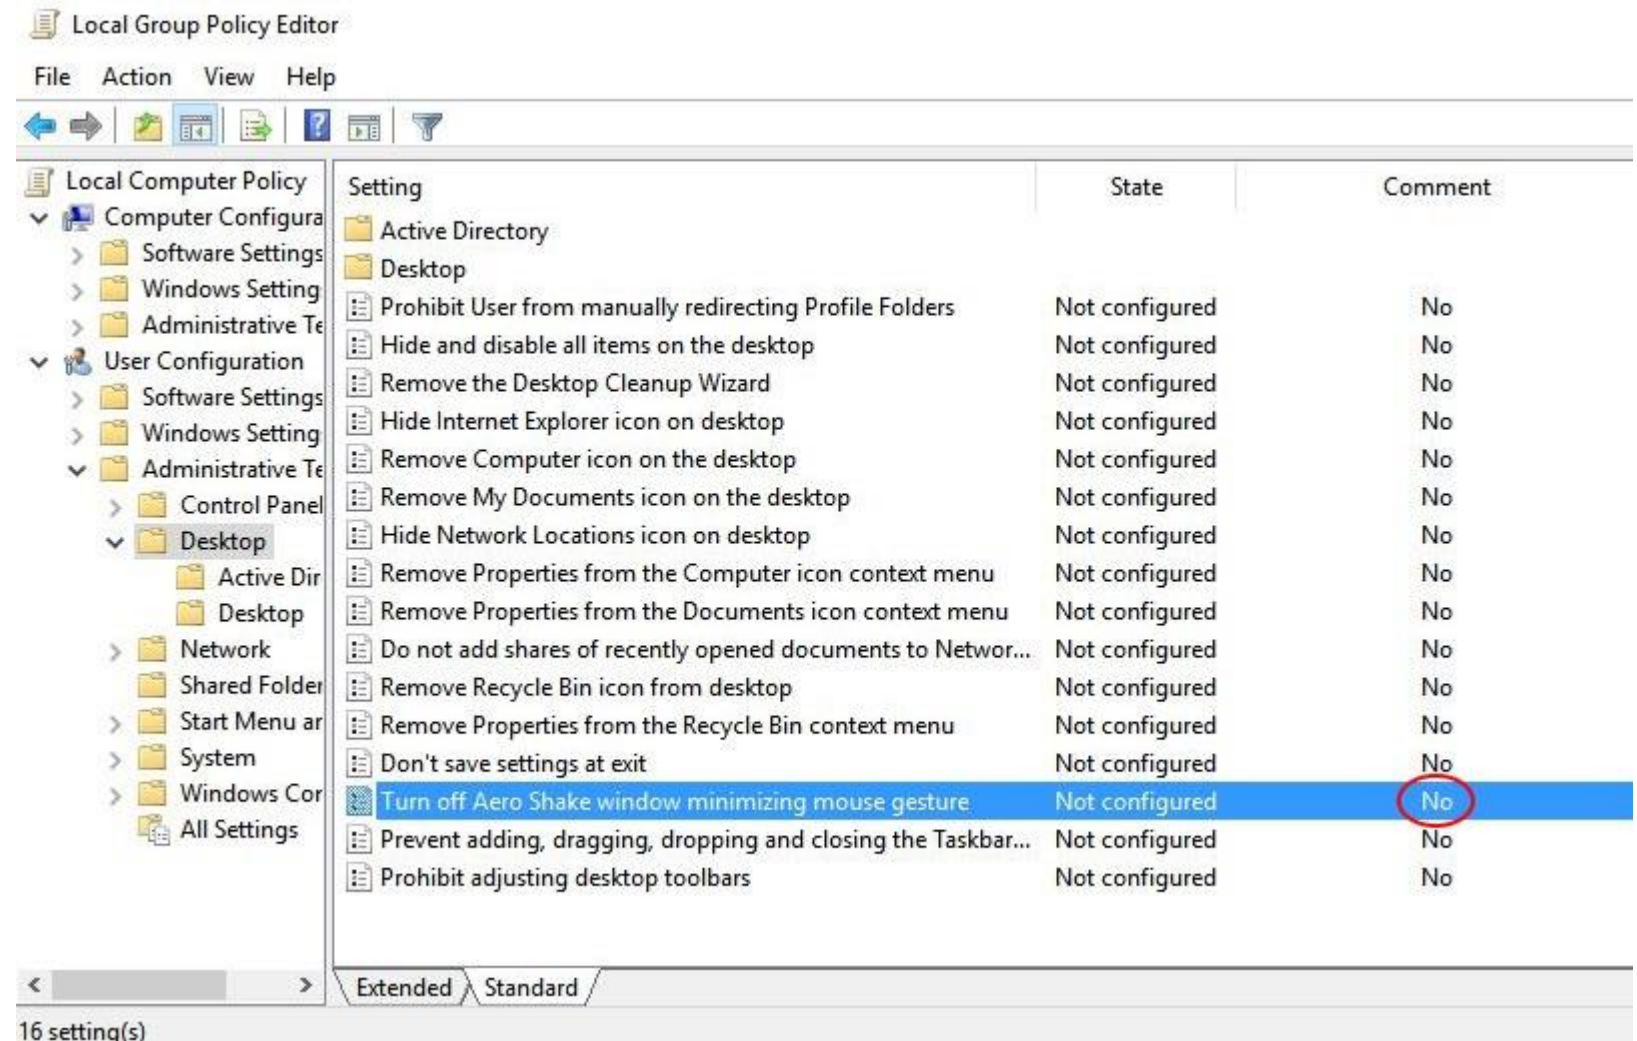 Local Group Policy Editor
File Action View Help
Local Computer Policy
Computer Configura
Software Settings
Windows Setting
Administrative Te
User Configuration
Software Settings
Windows Setting
Administrative Te
Control Panel
Desktop
Active Dir
Desktop
Network
Shared Folder
Start Menu ar
System
Windows Cor
All Settings
Setting State Comment
Active Directory
Desktop
Prohibit User from manually redirecting Profile Folders Not configured No
Hide and disable all items on the desktop Not configured No
Remove the Desktop Cleanup Wizard Not configured No
Hide Internet Explorer icon on desktop Not configured No
Remove Computer icon on the desktop Not configured No
Remove My Documents icon on the desktop Not configured No
Hide Network Locations icon on desktop Not configured No
Remove Properties from the Computer icon context menu Not configured No
Remove Properties from the Documents icon context menu Not configured No
Do not add shares of recently opened documents to Networ... Not configured No
Remove Recycle Bin icon from desktop Not configured No
Remove Properties from the Recycle Bin context menu Not configured No
Don't save settings at exit Not configured No
Turn off Aero Shake window minimizing mouse gesture Not configured No
Prevent adding, dragging, dropping and closing the Taskbar... Not configured No
Prohibit adjusting desktop toolbars Not configured No
Extended Standard
16 setting(s)